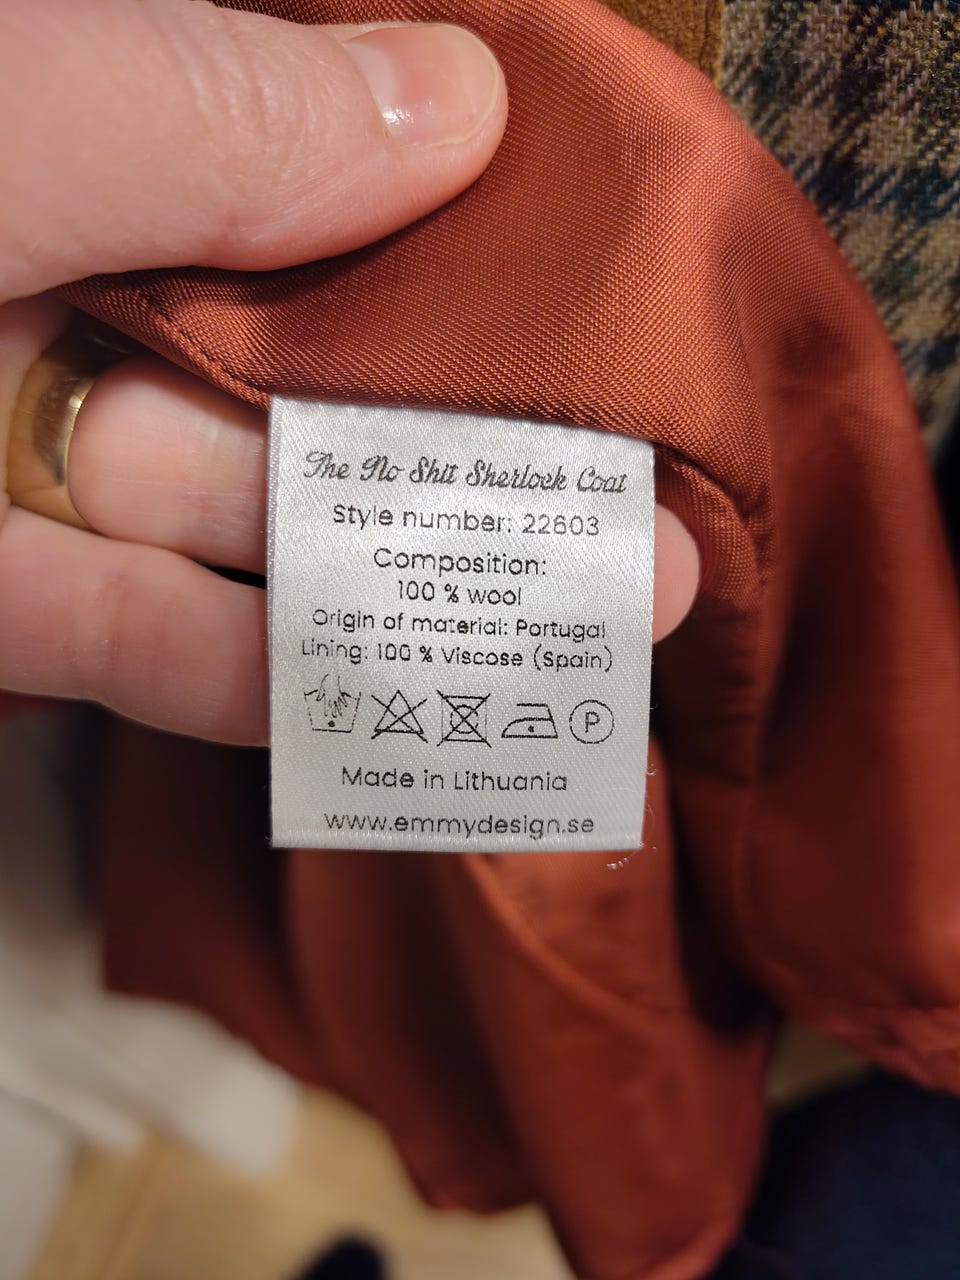 The No Shit Sherlock Coat
Style number: 22603
Composition:
100 % wool
Origin of material: Portugal
Lining: 100 % Viscose (Spain)
P
Made in Lithuania
www.emmydesign.se